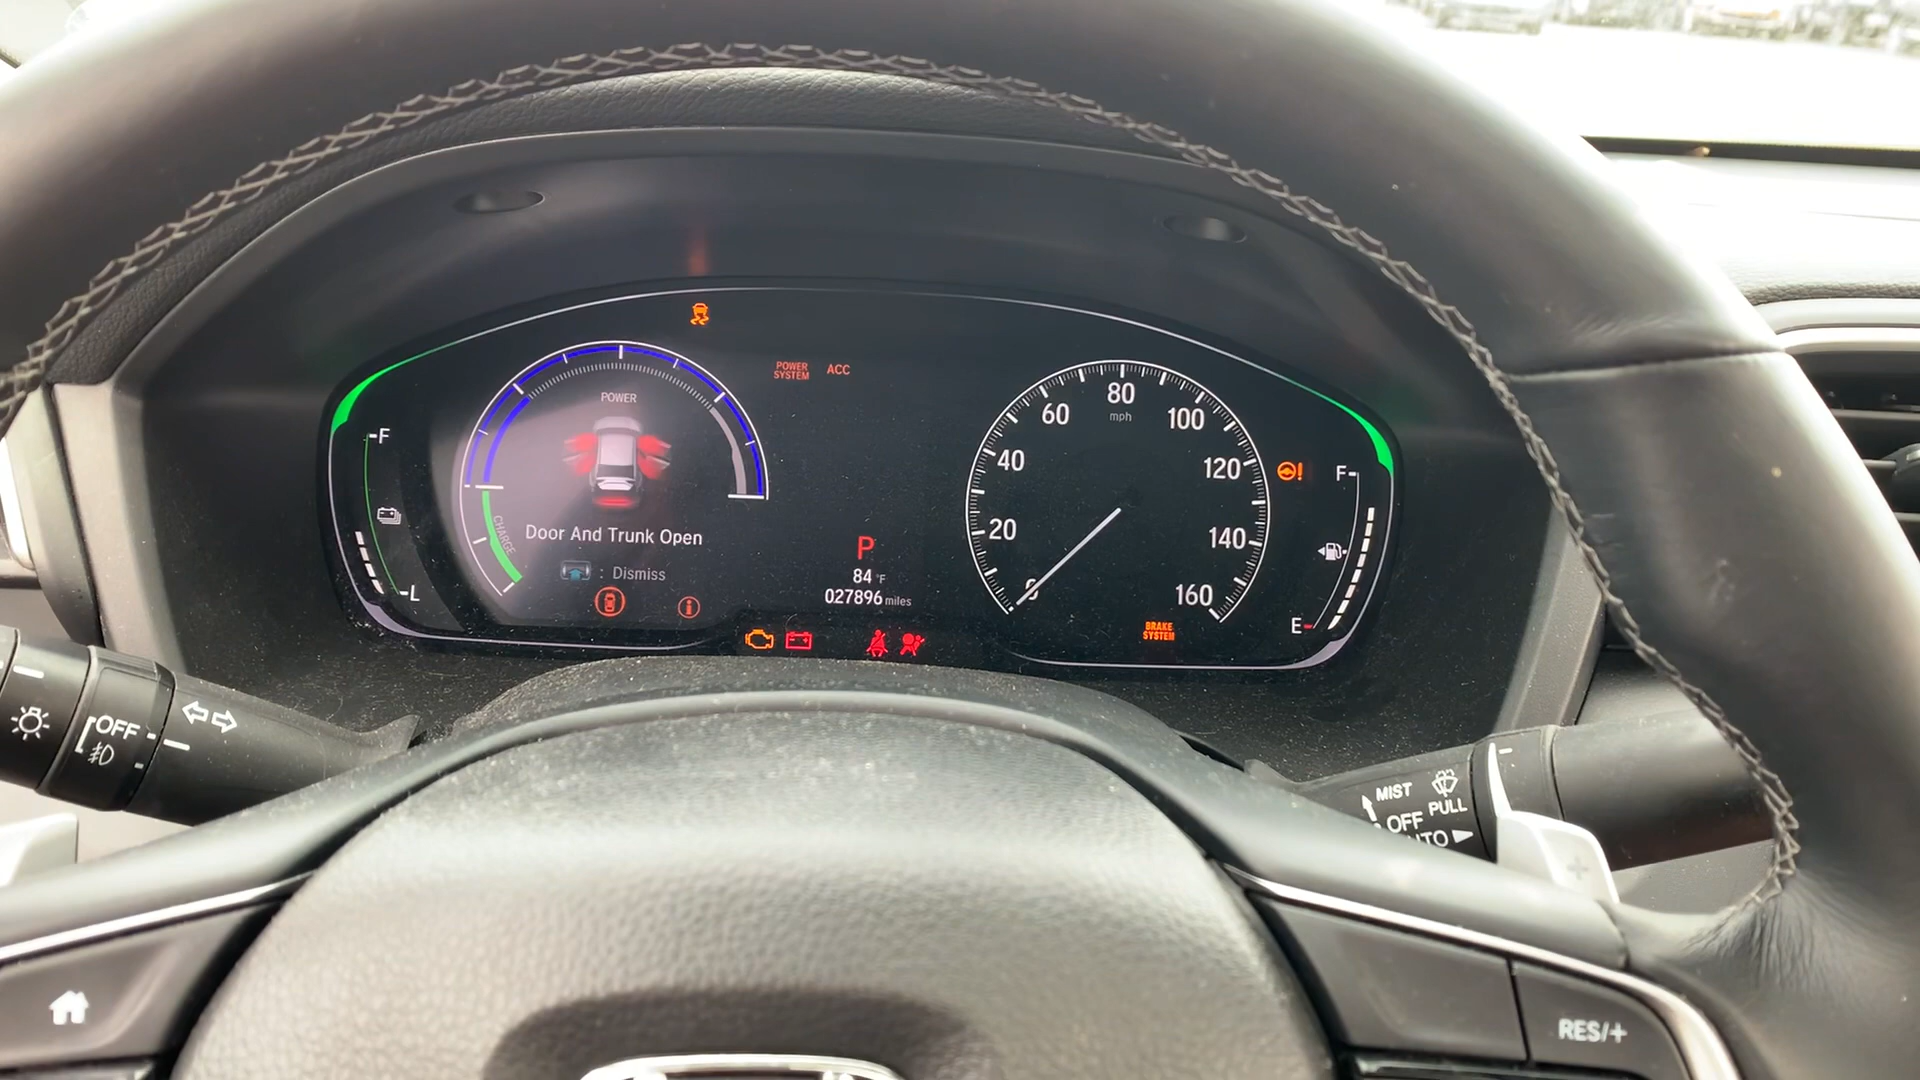 POWER
SYSTEM
ACC
POWER
F
L
CHARGE
Door And Trunk Open
: Dismiss
P
84 °F
027896 miles
0
20
40
60
80
mph
100
120
140
160
!
F
E
BRAKE
SYSTEM
OFF
MIST
PULL
OFF
RES/+